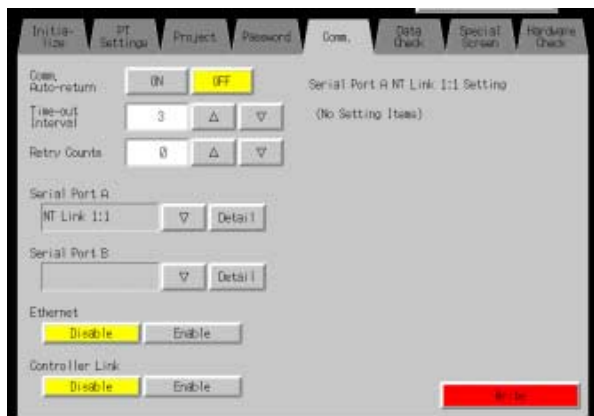 Initia-
lize
PT
Settings
Project
Password
Comm.
Data
Check
Special
Screen
Hardware
Check
Comm.
Auto-return
ON
OFF
Serial Port A NT Link 1:1 Setting
Time-out
Interval
3
△
▽
(No Setting Items)
Retry Counts
0
△
▽
Serial Port A
NT Link 1:1
▽
Detail
Serial Port B
▽
Detail
Ethernet
Disable
Enable
Controller Link
Disable
Enable
Write